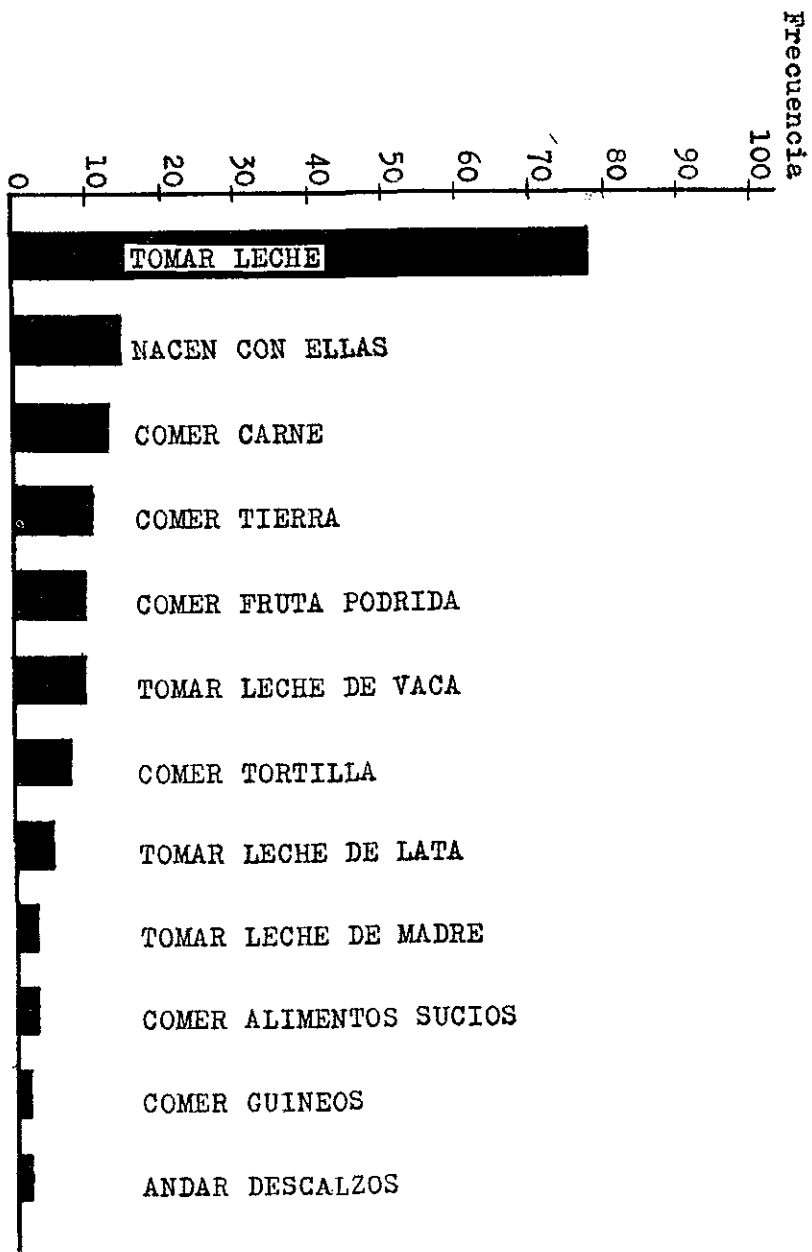 Frecuencia
0 10 20 30 40 50 60 70 80 90 100
TOMAR LECHE
NACEN CON ELLAS
COMER CARNE
COMER TIERRA
COMER FRUTA PODRIDA
TOMAR LECHE DE VACA
COMER TORTILLA
TOMAR LECHE DE LATA
TOMAR LECHE DE MADRE
COMER ALIMENTOS SUCIOS
COMER GUINEOS
ANDAR DESCALZOS